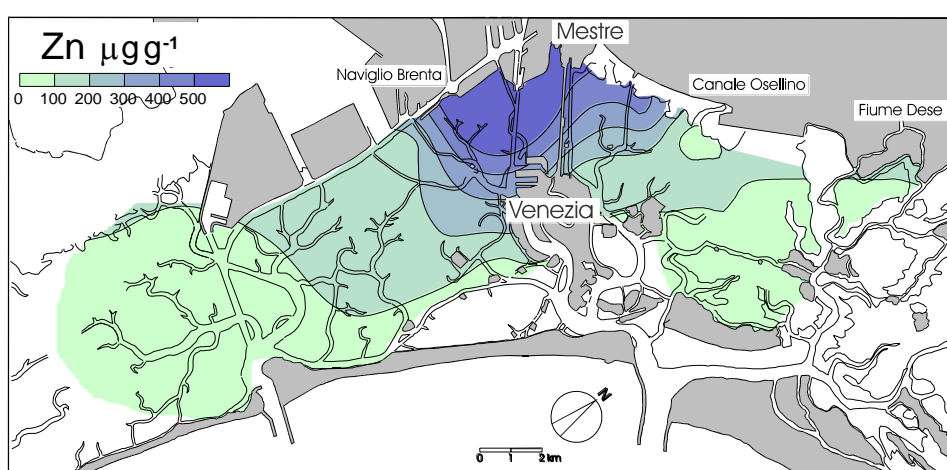 Zn µgg⁻¹
0 100 200 300 400 500
Mestre
Naviglio Brenta
Canale Osellino
Fiume Dese
Venezia
N
0 1 2 km